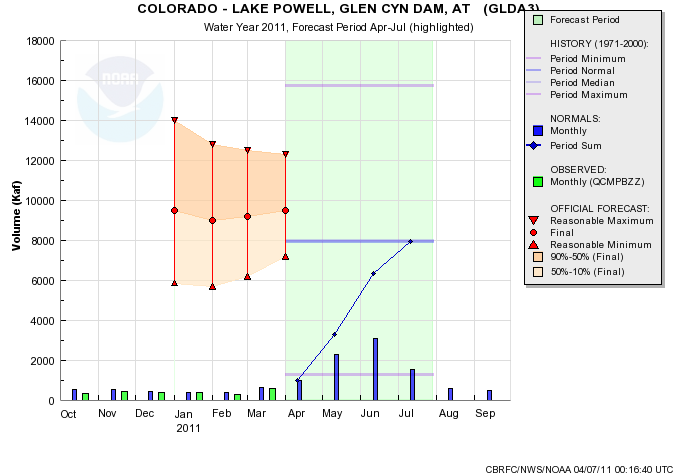 COLORADO - LAKE POWELL, GLEN CYN DAM, AT (GLDA3)
Water Year 2011, Forecast Period Apr-Jul (highlighted)
Volume (Kaf)
18000
16000
14000
12000
10000
8000
6000
4000
2000
0
NOAA
Oct Nov Dec Jan Feb Mar Apr May Jun Jul Aug Sep
2011
Forecast Period
HISTORY (1971-2000):
Period Minimum
Period Normal
Period Median
Period Maximum
NORMALS:
Monthly
Period Sum
OBSERVED:
Monthly (QCMPBZZ)
OFFICIAL FORECAST:
Reasonable Maximum
Final
Reasonable Minimum
90%-50% (Final)
50%-10% (Final)
CBRFC/NWS/NOAA 04/07/11 00:16:40 UTC